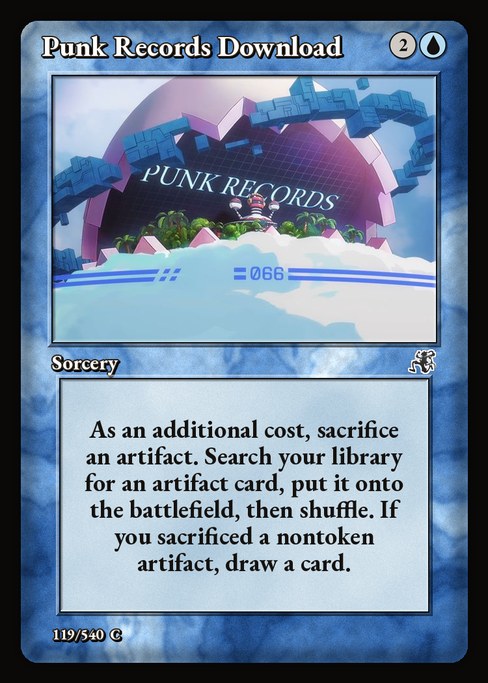 Punk Records Download 2
PUNK RECORDS
066
Sorcery
As an additional cost, sacrifice
an artifact. Search your library
for an artifact card, put it onto
the battlefield, then shuffle. If
you sacrificed a nontoken
artifact, draw a card.
119/540 C